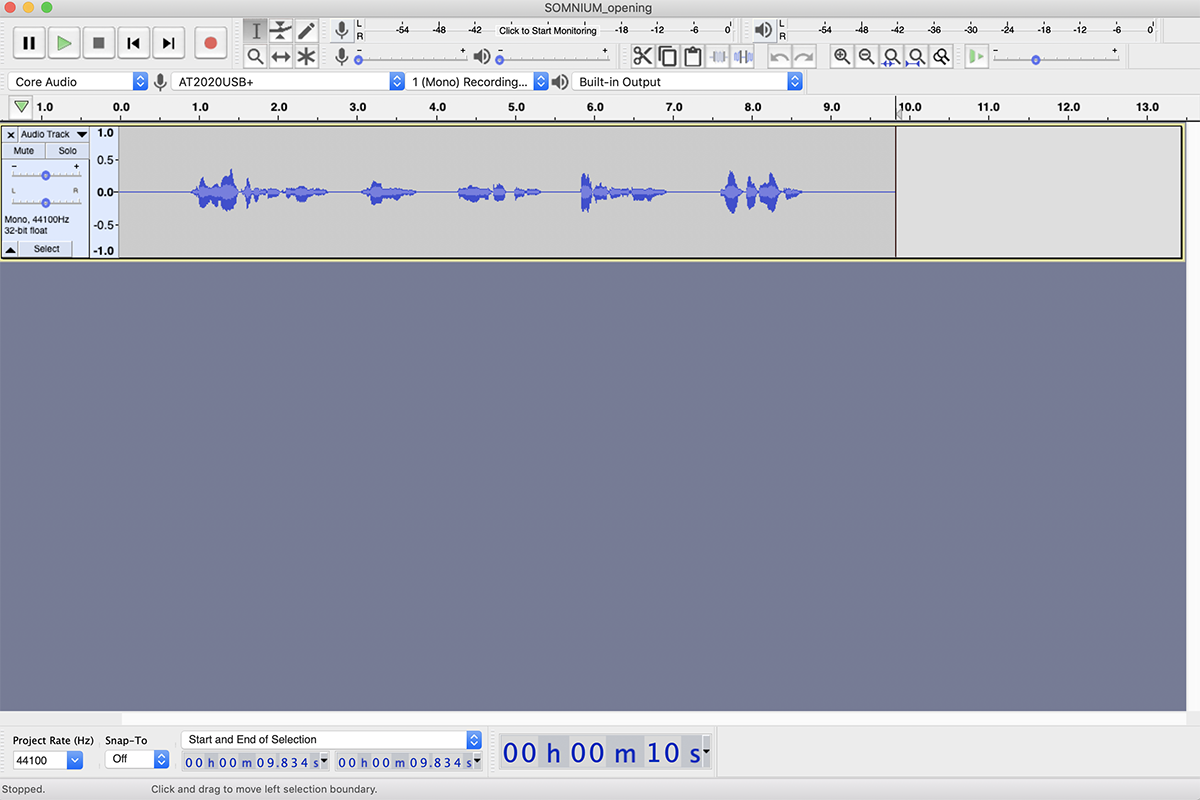 SOMNIUM_opening
L
R
-54 -48 -42 Click to Start Monitoring -18 -12 -6 0
L
R
-54 -48 -42 -36 -30 -24 -18 -12 -6 0
- + - + - +
Core Audio AT2020USB+ 1 (Mono) Recording... Built-in Output
1.0 0.0 1.0 2.0 3.0 4.0 5.0 6.0 7.0 8.0 9.0 10.0 11.0 12.0 13.0
× Audio Track 1.0
Mute Solo
- + 0.5
L R 0.0
Mono, 44100Hz -0.5
32-bit float
Select -1.0
Project Rate (Hz) Snap-To Start and End of Selection
44100 Off 00 h 00 m 09.834 s 00 h 00 m 09.834 s 00 h 00 m 10 s
Stopped. Click and drag to move left selection boundary.